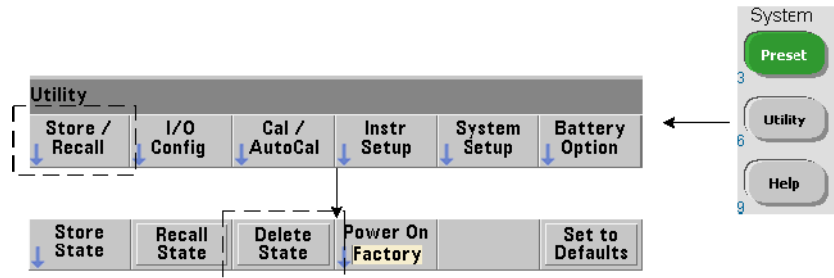 System
Preset
3
Utility
6
Help
9
Utility
Store / Recall
I/O Config
Cal / AutoCal
Instr Setup
System Setup
Battery Option
Store State
Recall State
Delete State
Power On Factory
Set to Defaults